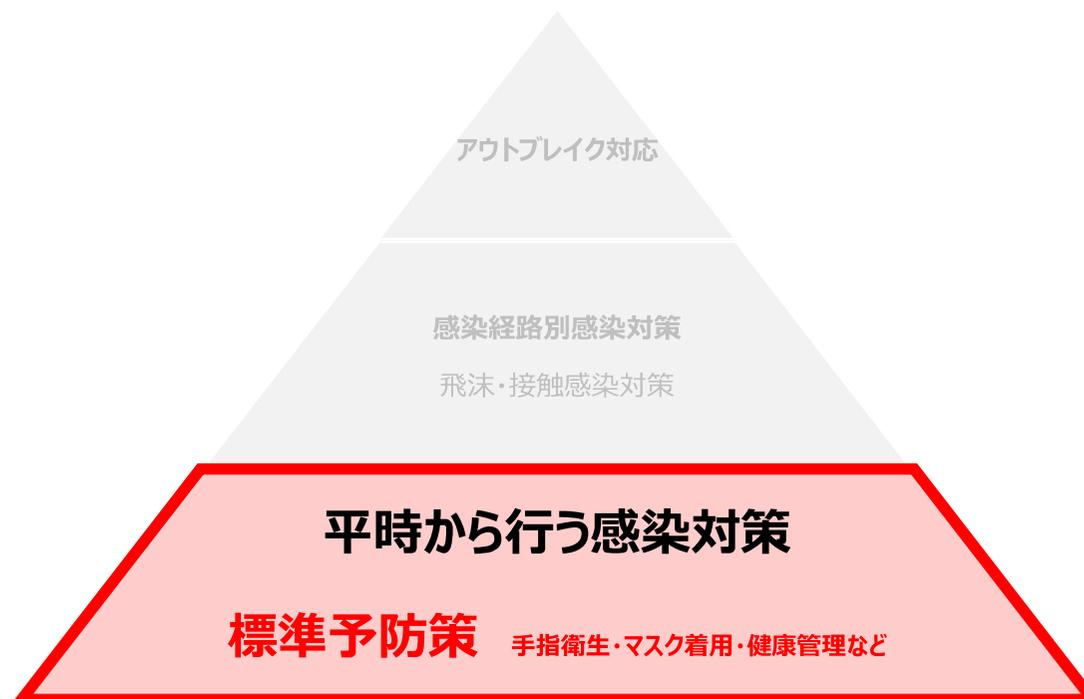 アウトブレイク対応
感染経路別感染対策
飛沫・接触感染対策
平時から行う感染対策
標準予防策 手指衛生・マスク着用・健康管理など